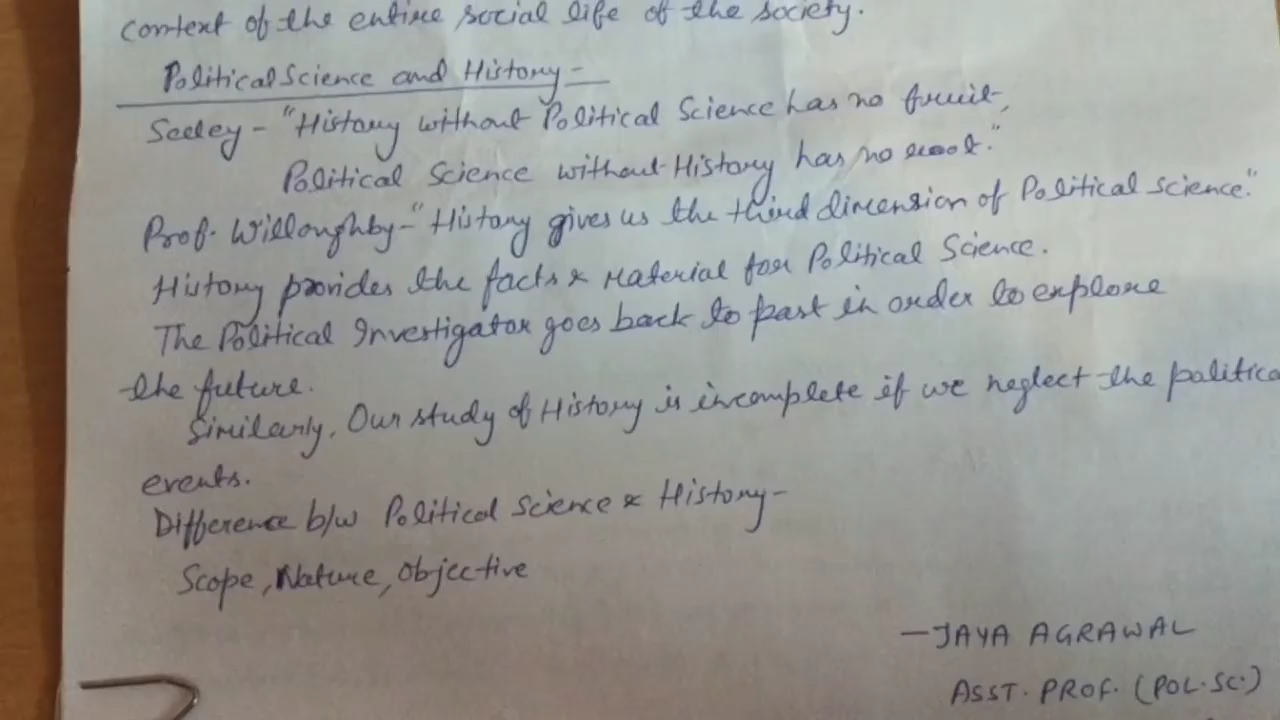 context of the entire social life of the society.
Political Science and History-
Seeley - "History without Political Science has no fruit,
Political Science without History has no root."
Prof. Willoughby - "History gives us the third dimension of Political science."
History provides the facts & Material for Political Science.
The Political Investigator goes back to past in order to explore
the future.
Similarly, Our study of History is incomplete if we neglect the politica
events.
Difference b/w Political Science & History-
Scope, Nature, Objective
- JAYA AGRAWAL
ASST. PROF. (POL.SC.)